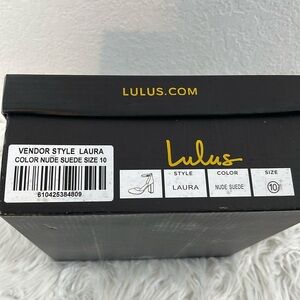 LULUS.COM
VENDOR STYLE LAURA
COLOR NUDE SUEDE SIZE 10
610425384809
Lulus
STYLE COLOR SIZE
LAURA NUDE SUEDE 10